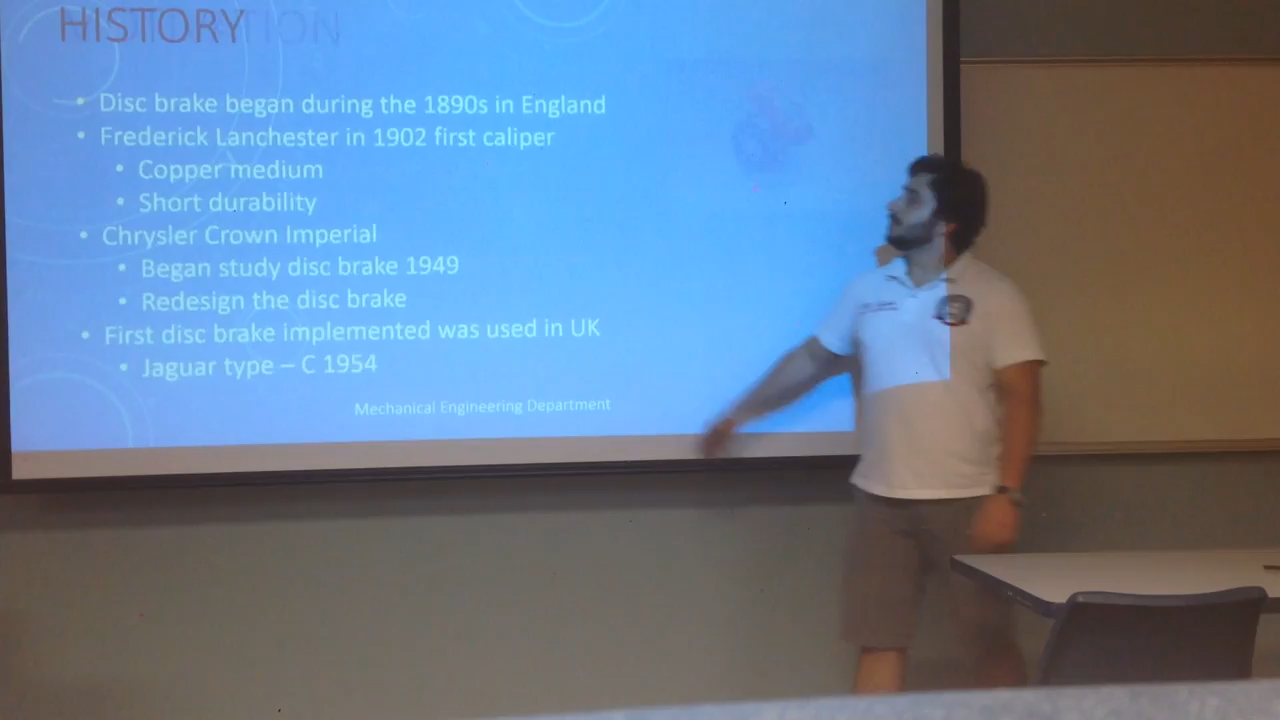 HISTORY
• Disc brake began during the 1890s in England
• Frederick Lanchester in 1902 first caliper
• Copper medium
• Short durability
• Chrysler Crown Imperial
• Began study disc brake 1949
• Redesign the disc brake
• First disc brake implemented was used in UK
• Jaguar type – C 1954
Mechanical Engineering Department